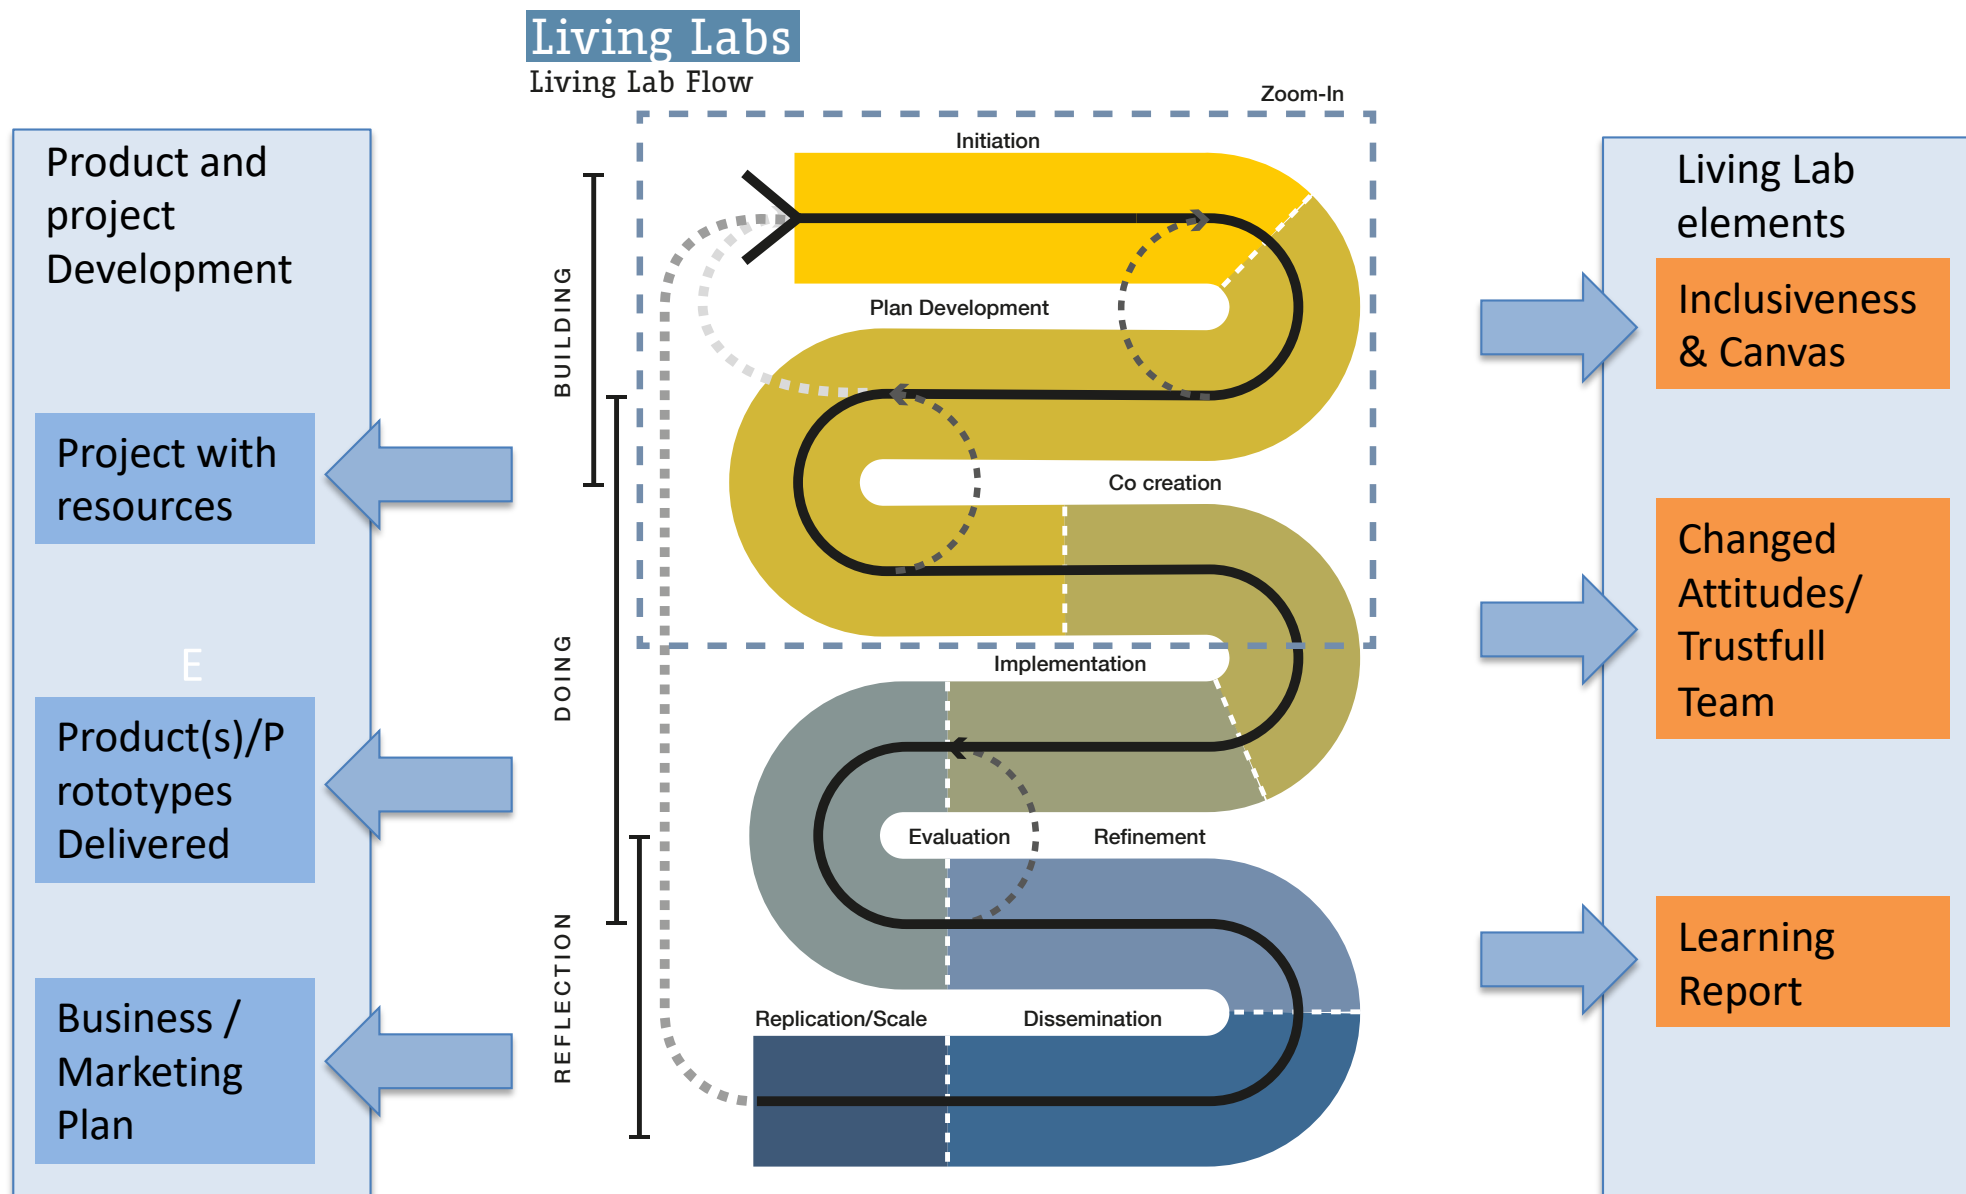 Living Labs
Living Lab Flow
Zoom-In
Product and
project
Development
Project with
resources
E
Product(s)/P
rototypes
Delivered
Business /
Marketing
Plan
BUILDING
DOING
REFLECTION
Initiation
Plan Development
Co creation
Implementation
Evaluation
Refinement
Replication/Scale
Dissemination
Living Lab
elements
Inclusiveness
& Canvas
Changed
Attitudes/
Trustfull
Team
Learning
Report